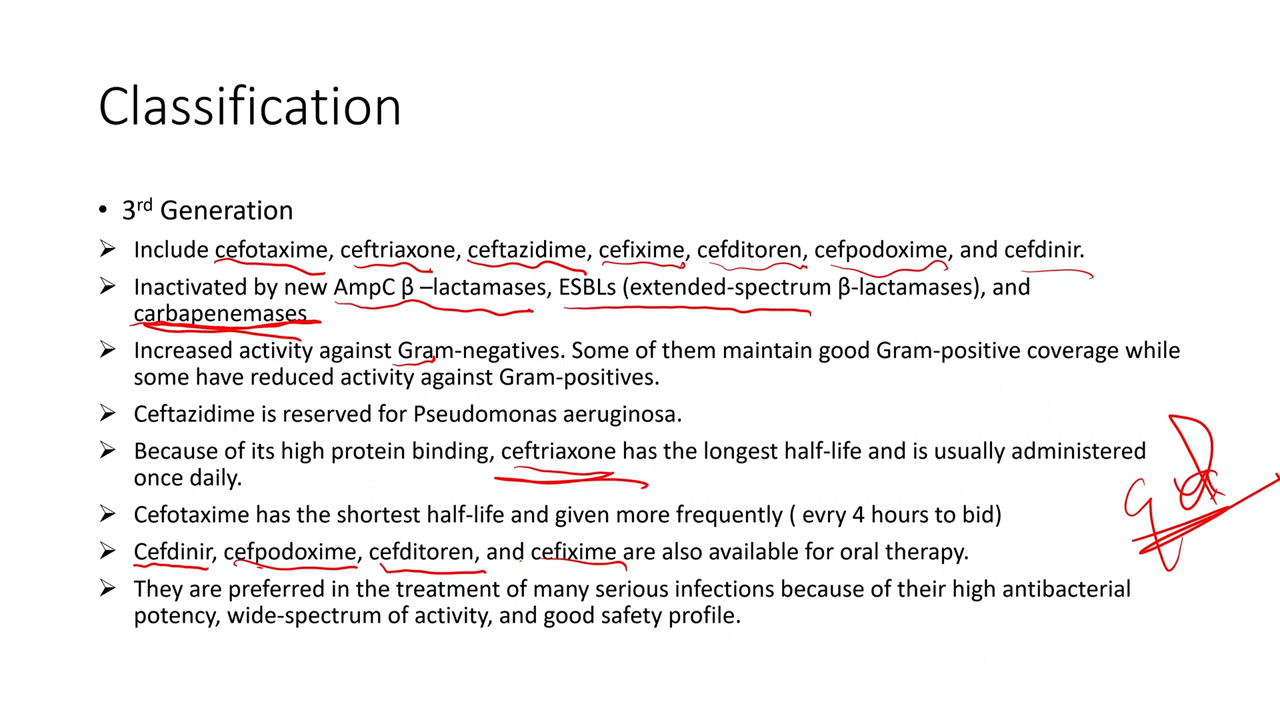 Classification
• 3rd Generation
➢ Include cefotaxime, ceftriaxone, ceftazidime, cefixime, cefditoren, cefpodoxime, and cefdinir.
➢ Inactivated by new AmpC β –lactamases, ESBLs (extended-spectrum β-lactamases), and
carbapenemases
➢ Increased activity against Gram-negatives. Some of them maintain good Gram-positive coverage while
some have reduced activity against Gram-positives.
➢ Ceftazidime is reserved for Pseudomonas aeruginosa.
➢ Because of its high protein binding, ceftriaxone has the longest half-life and is usually administered
once daily.
➢ Cefotaxime has the shortest half-life and given more frequently ( evry 4 hours to bid)
➢ Cefdinir, cefpodoxime, cefditoren, and cefixime are also available for oral therapy.
➢ They are preferred in the treatment of many serious infections because of their high antibacterial
potency, wide-spectrum of activity, and good safety profile.